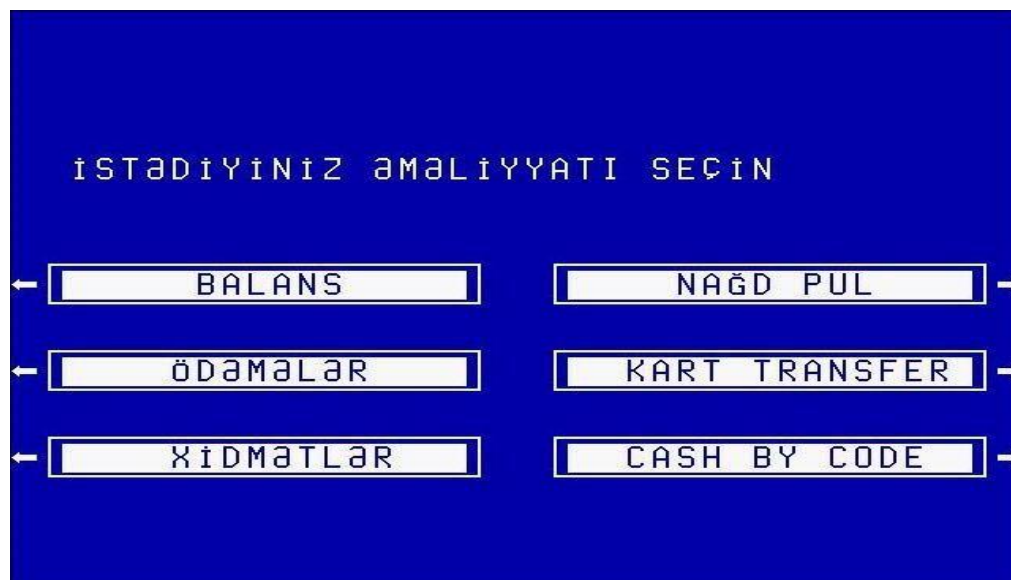 İSTƏDİYİNİZ ƏMƏLİYYATI SEÇİN
BALANS
NAĞD PUL
ÖDƏMƏLƏR
KART TRANSFER
XİDMƏTLƏR
CASH BY CODE